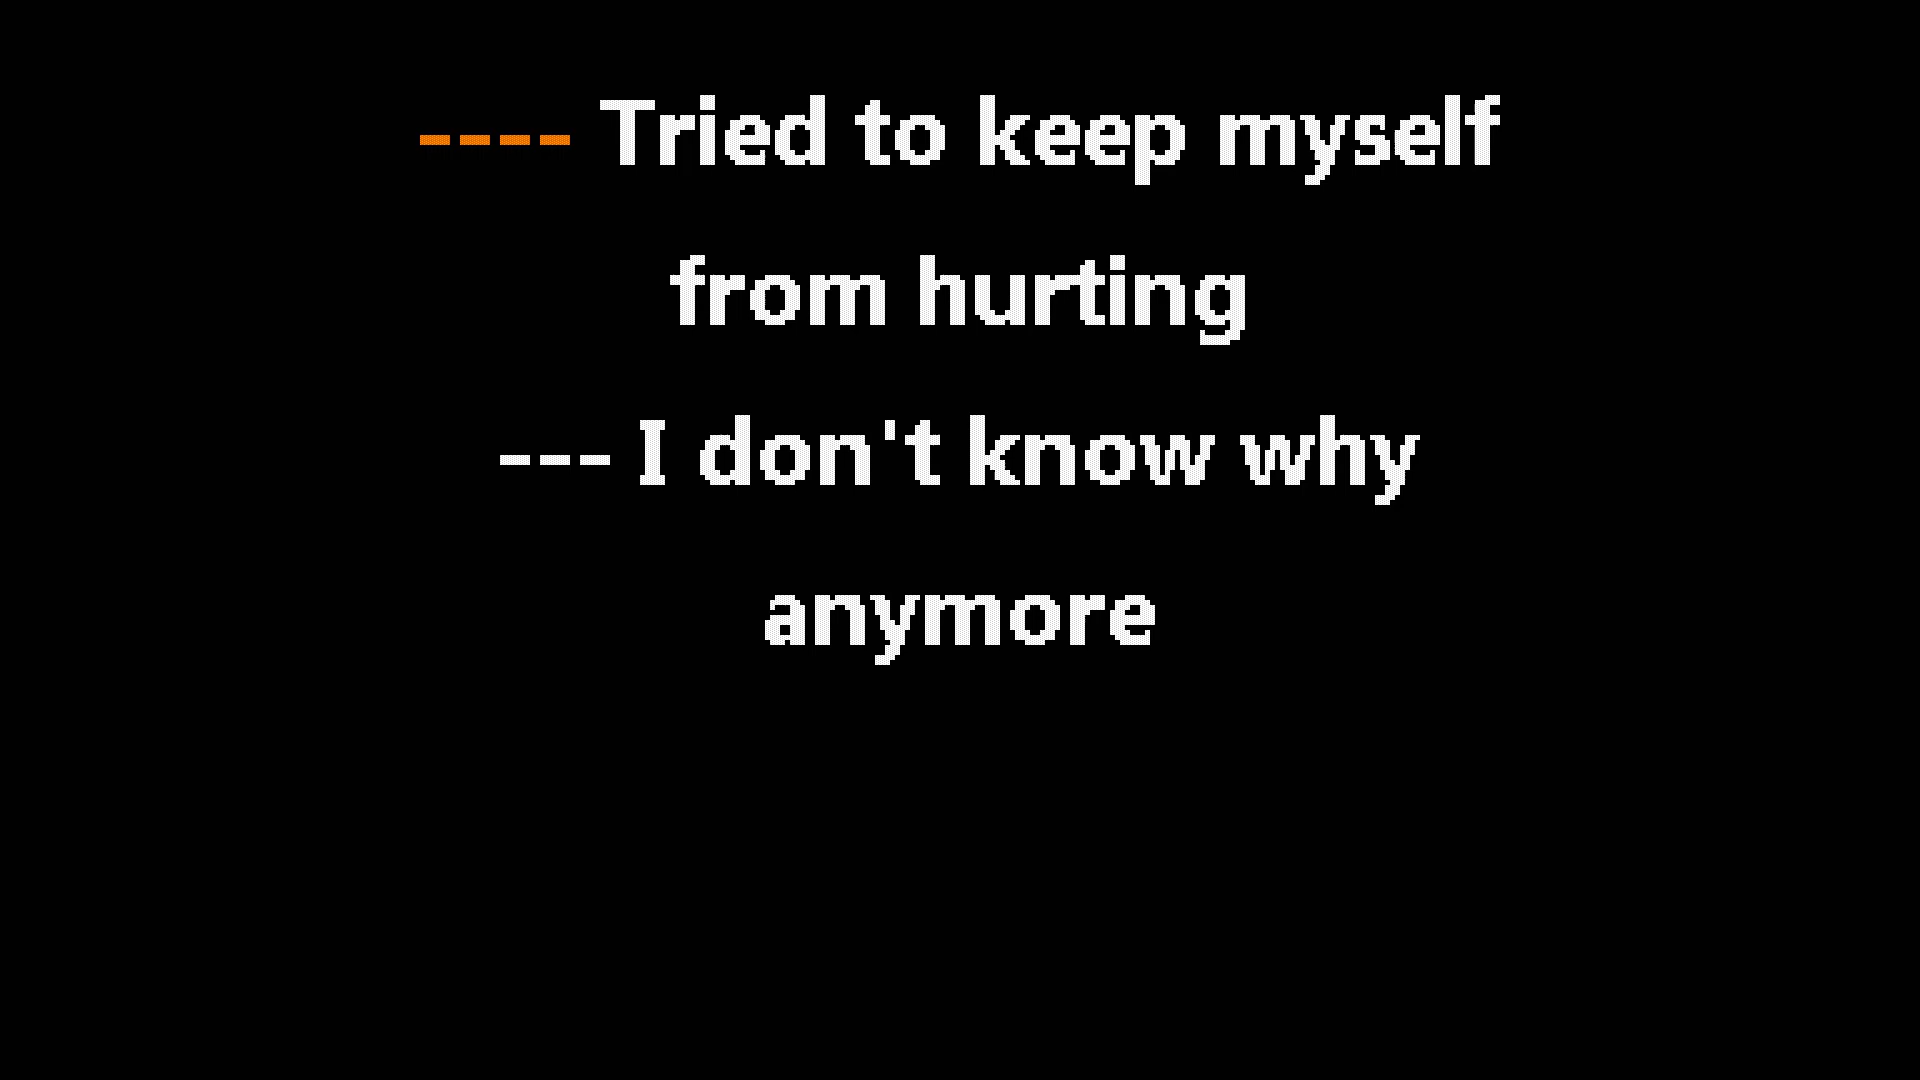 ---- Tried to keep myself
from hurting
--- I don't know why
anymore